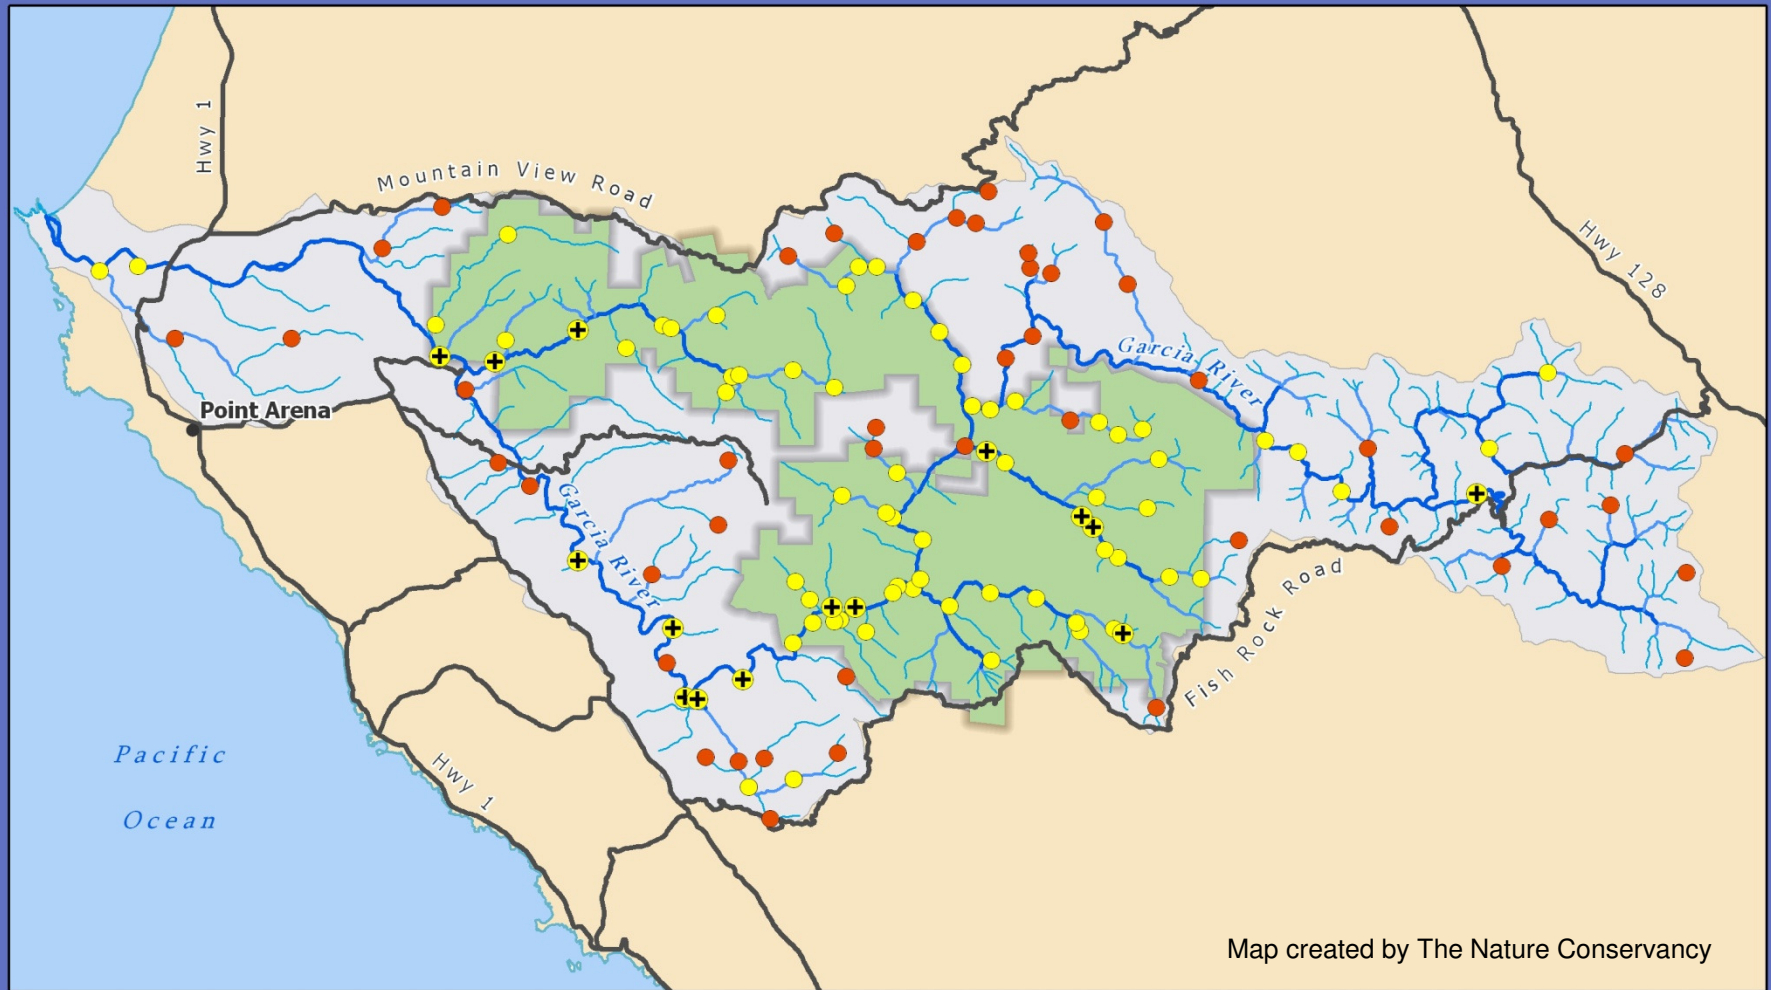 Hwy 1
Mountain View Road
Hwy 128
Garcia River
Point Arena
Garcia River
Fish Rock Road
Pacific
Ocean
Hwy 1
Map created by The Nature Conservancy